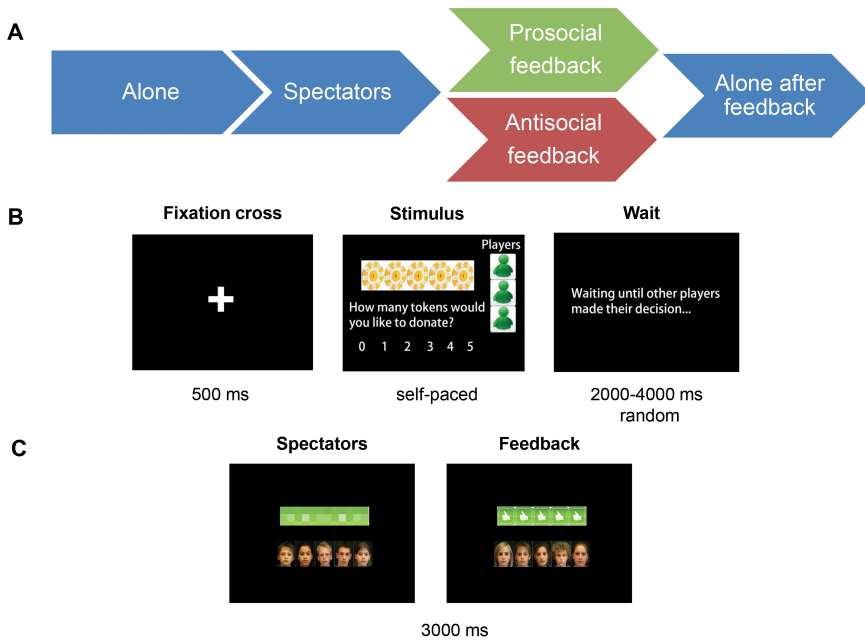 A
Alone
Spectators
Prosocial
feedback
Antisocial
feedback
Alone after
feedback
B
Fixation cross
Stimulus
Wait
Players
How many tokens would
you like to donate?
0 1 2 3 4 5
Waiting until other players
made their decision...
500 ms
self-paced
2000-4000 ms
random
C
Spectators
Feedback
3000 ms